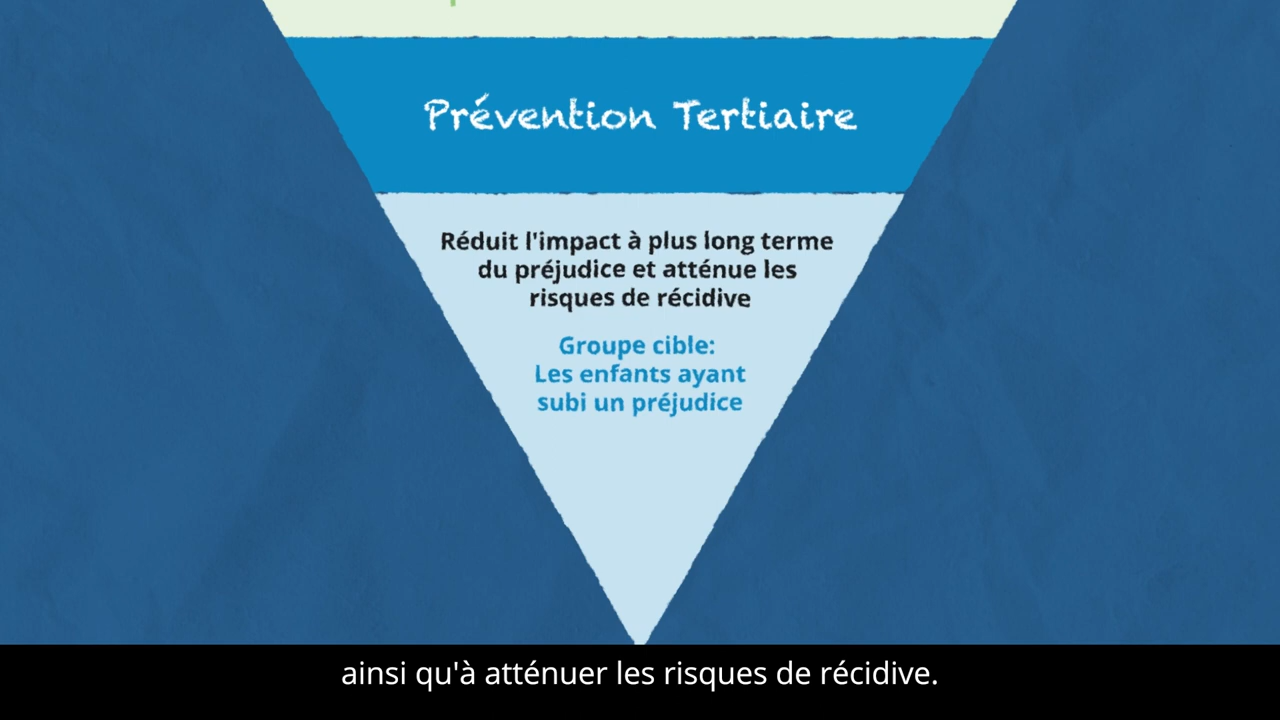 Prévention Tertiaire
Réduit l'impact à plus long terme
du préjudice et atténue les
risques de récidive
Groupe cible:
Les enfants ayant
subi un préjudice
ainsi qu'à atténuer les risques de récidive.